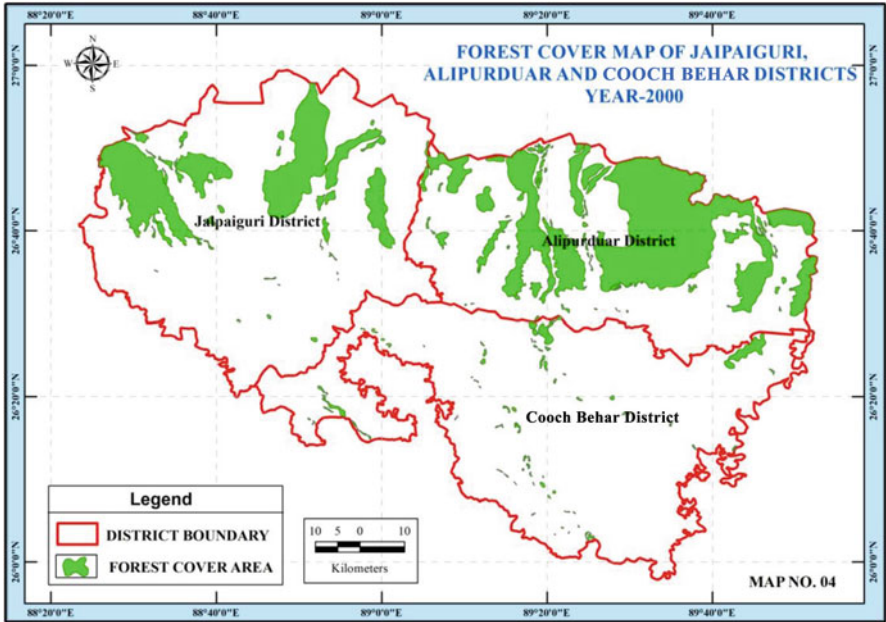 88°20'0"E 88°40'0"E 89°0'0"E 89°20'0"E 89°40'0"E
N
W E
S
FOREST COVER MAP OF JAIPAIGURI,
ALIPURDUAR AND COOCH BEHAR DISTRICTS
YEAR-2000
27°0'0"N 27°0'0"N
Jalpaiguri District
Alipurduar District
26°40'0"N 26°40'0"N
26°20'0"N 26°20'0"N
Cooch Behar District
Legend
DISTRICT BOUNDARY
FOREST COVER AREA
10 5 0 10
Kilometers
26°0'0"N 26°0'0"N
MAP NO. 04
88°20'0"E 88°40'0"E 89°0'0"E 89°20'0"E 89°40'0"E